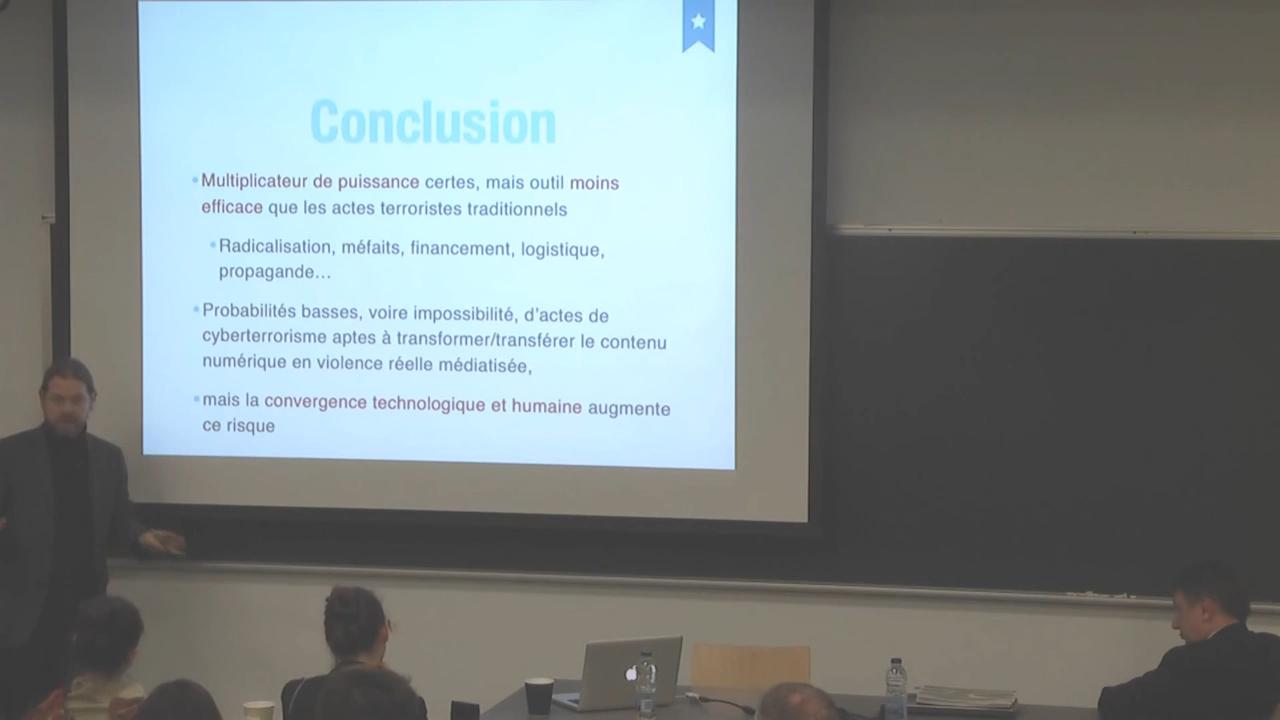 Conclusion
Multiplicateur de puissance certes, mais outil moins
efficace que les actes terroristes traditionnels
Radicalisation, méfaits, financement, logistique,
propagande…
Probabilités basses, voire impossibilité, d'actes de
cyberterrorisme aptes à transformer/transférer le contenu
numérique en violence réelle médiatisée,
mais la convergence technologique et humaine augmente
ce risque